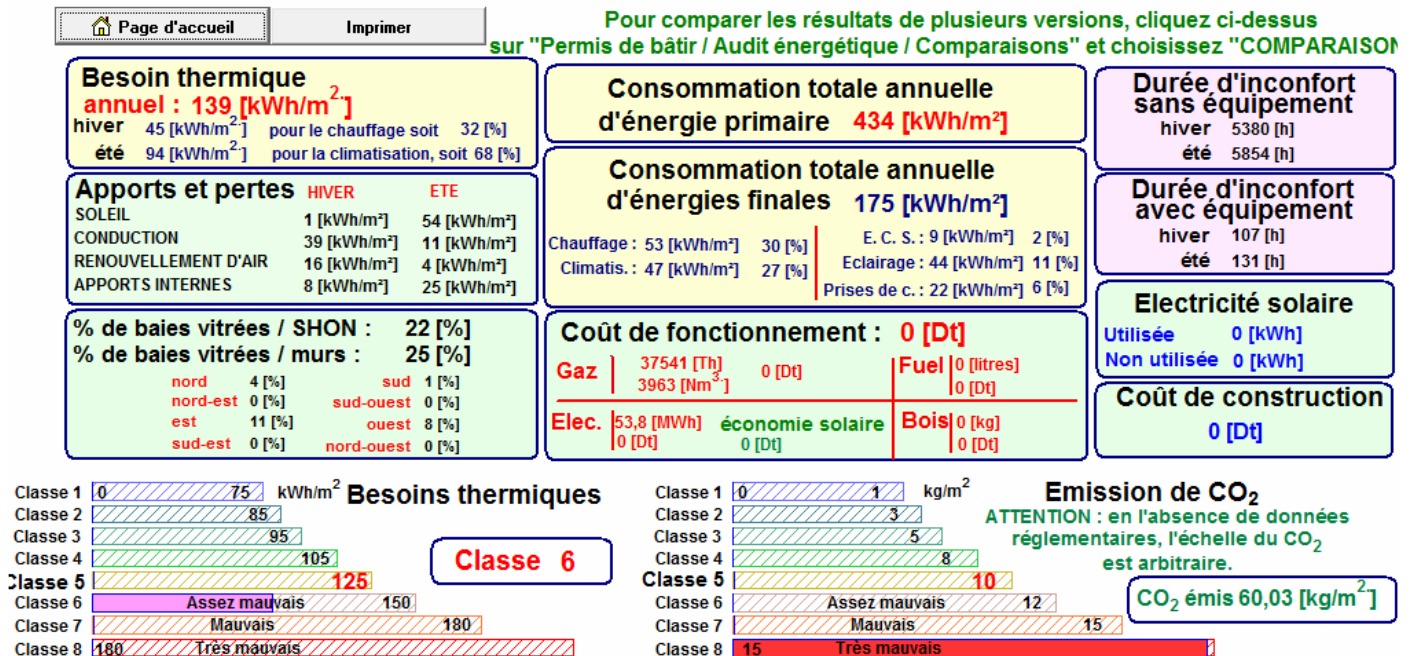 Page d'accueil
Imprimer
Pour comparer les résultats de plusieurs versions, cliquez ci-dessus
sur "Permis de bâtir / Audit énergétique / Comparaisons" et choisissez "COMPARAISON
Besoin thermique
annuel : 139 [kWh/m²·]
hiver 45 [kWh/m²·] pour le chauffage soit 32 [%]
été 94 [kWh/m²·] pour la climatisation, soit 68 [%]
Apports et pertes HIVER ETE
SOLEIL 1 [kWh/m²] 54 [kWh/m²]
CONDUCTION 39 [kWh/m²] 11 [kWh/m²]
RENOUVELLEMENT D'AIR 16 [kWh/m²] 4 [kWh/m²]
APPORTS INTERNES 8 [kWh/m²] 25 [kWh/m²]
% de baies vitrées / SHON : 22 [%]
% de baies vitrées / murs : 25 [%]
nord 4 [%] sud 1 [%]
nord-est 0 [%] sud-ouest 0 [%]
est 11 [%] ouest 8 [%]
sud-est 0 [%] nord-ouest 0 [%]
Consommation totale annuelle
d'énergie primaire 434 [kWh/m²]
Consommation totale annuelle
d'énergies finales 175 [kWh/m²]
Chauffage : 53 [kWh/m²] 30 [%]
Climatis. : 47 [kWh/m²] 27 [%]
E. C. S. : 9 [kWh/m²] 2 [%]
Eclairage : 44 [kWh/m²] 11 [%]
Prises de c. : 22 [kWh/m²] 6 [%]
Coût de fonctionnement : 0 [Dt]
Gaz 37541 [Th] 0 [Dt]
3963 [Nm³·]
Fuel 0 [litres]
0 [Dt]
Elec. 53,8 [MWh] économie solaire
0 [Dt] 0 [Dt]
Bois 0 [kg]
0 [Dt]
Durée d'inconfort
sans équipement
hiver 5380 [h]
été 5854 [h]
Durée d'inconfort
avec équipement
hiver 107 [h]
été 131 [h]
Electricité solaire
Utilisée 0 [kWh]
Non utilisée 0 [kWh]
Coût de construction
0 [Dt]
Classe 1 0 75 kWh/m² Besoins thermiques
Classe 2 85
Classe 3 95
Classe 4 105
Classe 5 125
Classe 6 Assez mauvais 150
Classe 7 Mauvais 180
Classe 8 180 Très mauvais
Classe 6
Classe 1 0 1 kg/m² Emission de CO₂
Classe 2 3
Classe 3 5
Classe 4 8
Classe 5 10
Classe 6 Assez mauvais 12
Classe 7 Mauvais 15
Classe 8 15 Très mauvais
ATTENTION : en l'absence de données
réglementaires, l'échelle du CO₂
est arbitraire.
CO₂ émis 60,03 [kg/m²·]